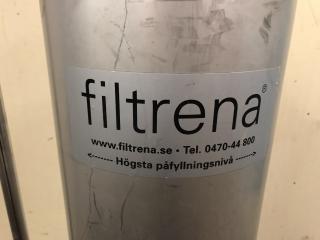 filtrena®
www.filtrena.se • Tel. 0470-44 800
<------- Högsta påfyllningsnivå ------->